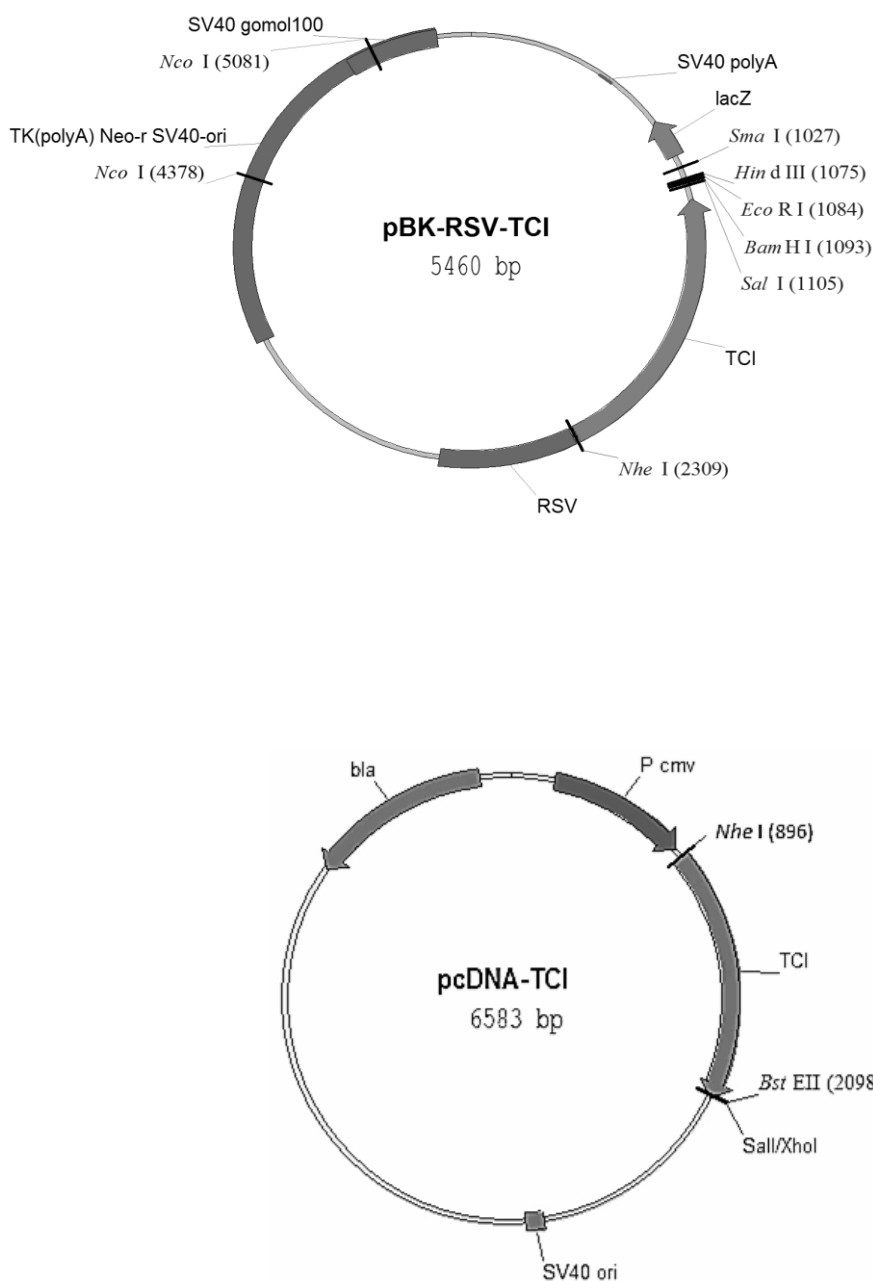 SV40 gomol100
Nco I (5081)
SV40 polyA
lacZ
TK(polyA) Neo-r SV40-ori
Sma I (1027)
Nco I (4378)
Hin d III (1075)
Eco R I (1084)
pBK-RSV-TCI
Bam H I (1093)
5460 bp
Sal I (1105)
TCI
Nhe I (2309)
RSV
bla
P cmv
Nhe I (896)
TCI
pcDNA-TCI
6583 bp
Bst EII (2098
SalI/XhoI
SV40 ori